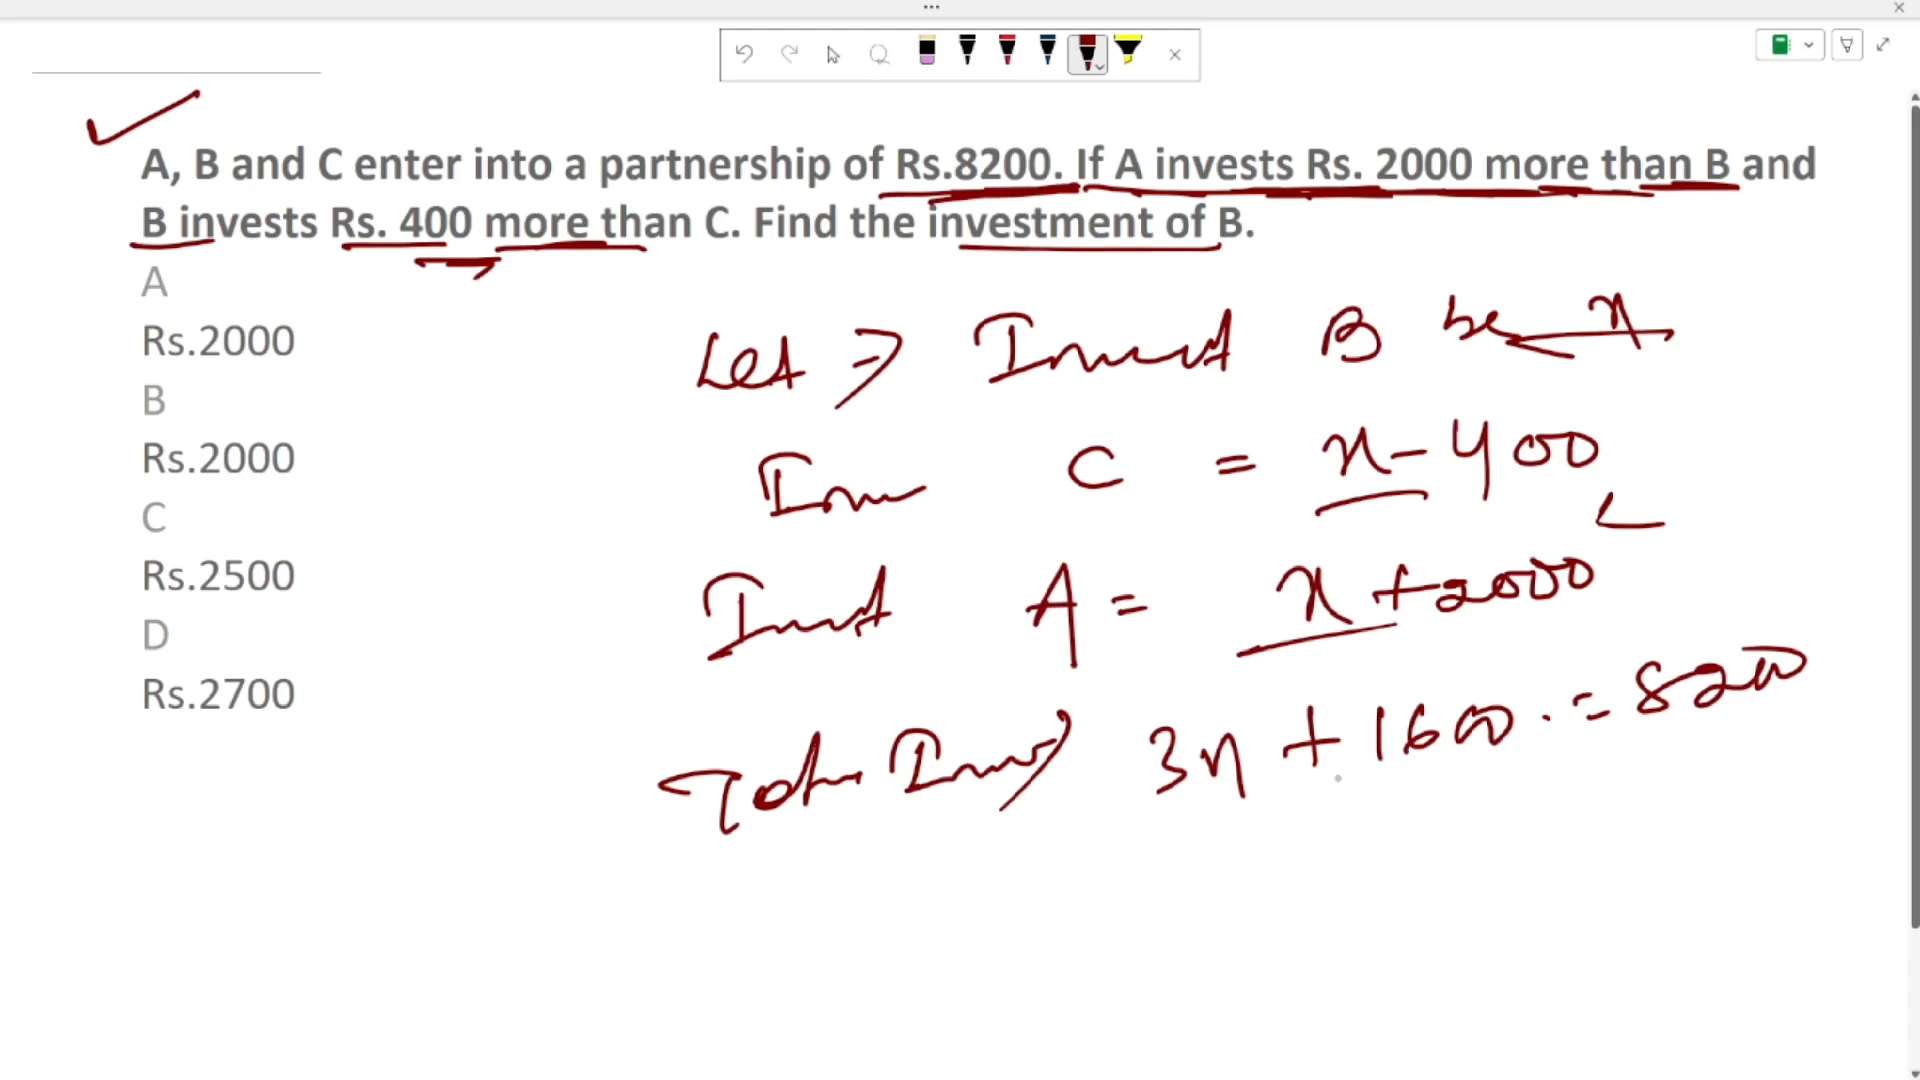 A, B and C enter into a partnership of Rs.8200. If A invests Rs. 2000 more than B and
B invests Rs. 400 more than C. Find the investment of B.
A
Rs.2000
B
Rs.2000
C
Rs.2500
D
Rs.2700
Let ⇒ Invest B be x
Inv C = x - 400
Invst A = x + 2000
Total Inv 3x + 1600 = 8200